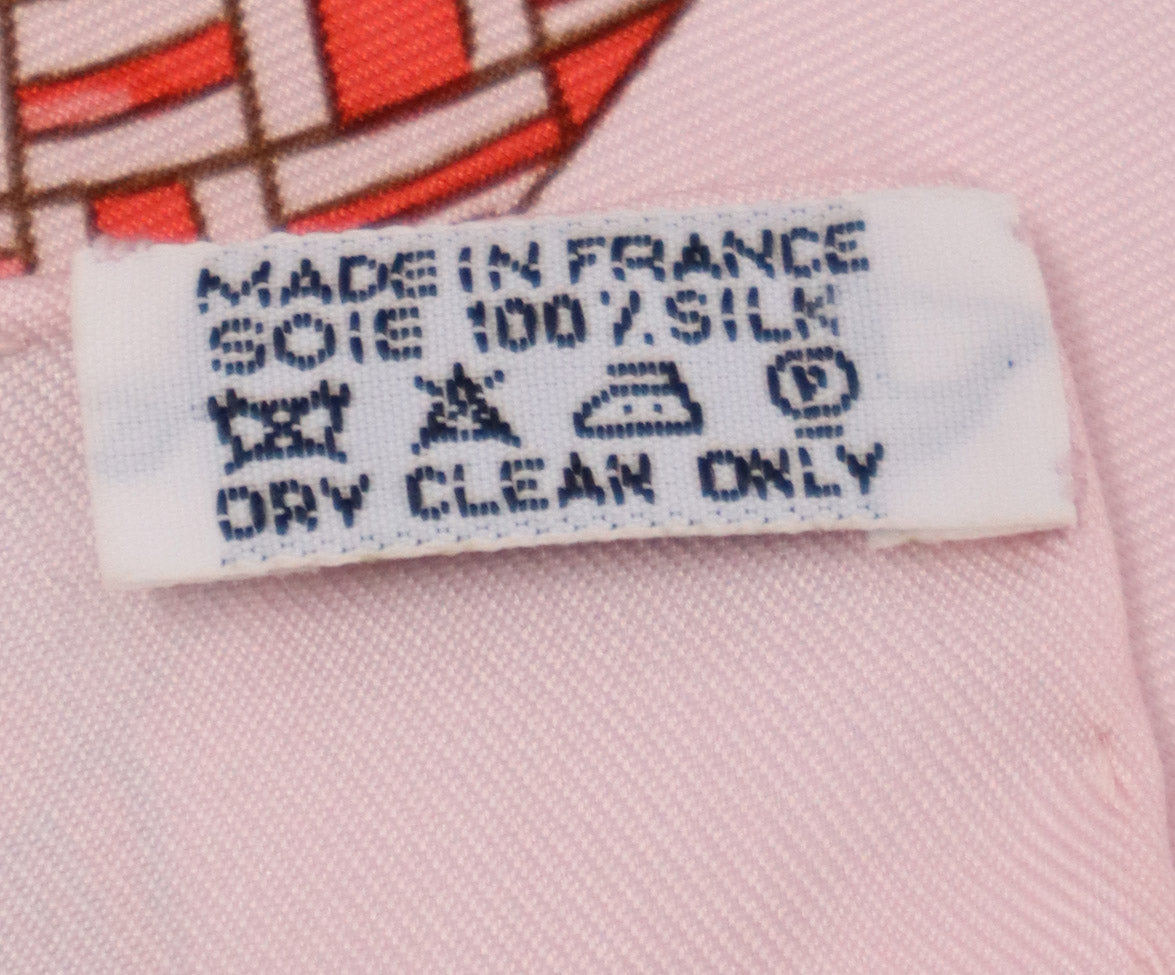 MADE IN FRANCE
SOIE 100% SILK
P
DRY CLEAN ONLY